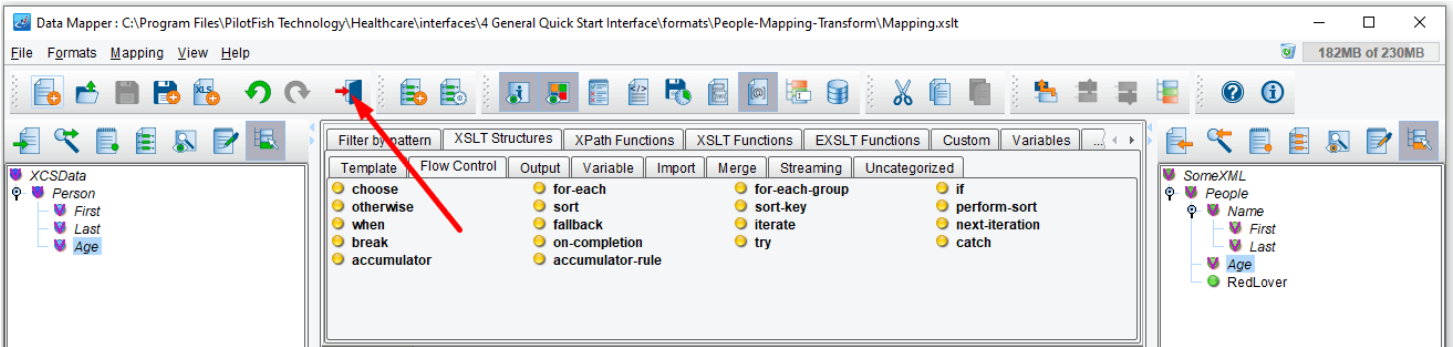 Data Mapper : C:\Program Files\PilotFish Technology\Healthcare\interfaces\4 General Quick Start Interface\formats\People-Mapping-Transform\Mapping.xslt
File Formats Mapping View Help 182MB of 230MB
XLS
Filter by pattern XSLT Structures XPath Functions XSLT Functions EXSLT Functions Custom Variables ...
Template Flow Control Output Variable Import Merge Streaming Uncategorized
XCSData
Person
First
Last
Age
choose for-each for-each-group if
otherwise sort sort-key perform-sort
when fallback iterate next-iteration
break on-completion try catch
accumulator accumulator-rule
SomeXML
People
Name
First
Last
Age
RedLover